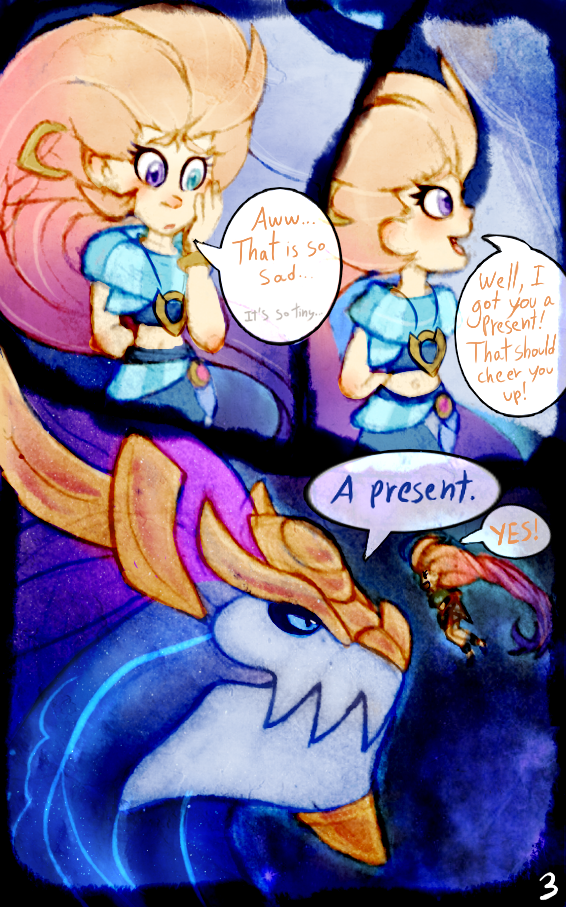 Aww...
That is so
sad...
It's so tiny...
Well, I
got you a
present!
That should
cheer you
up!
A present.
YES!
3